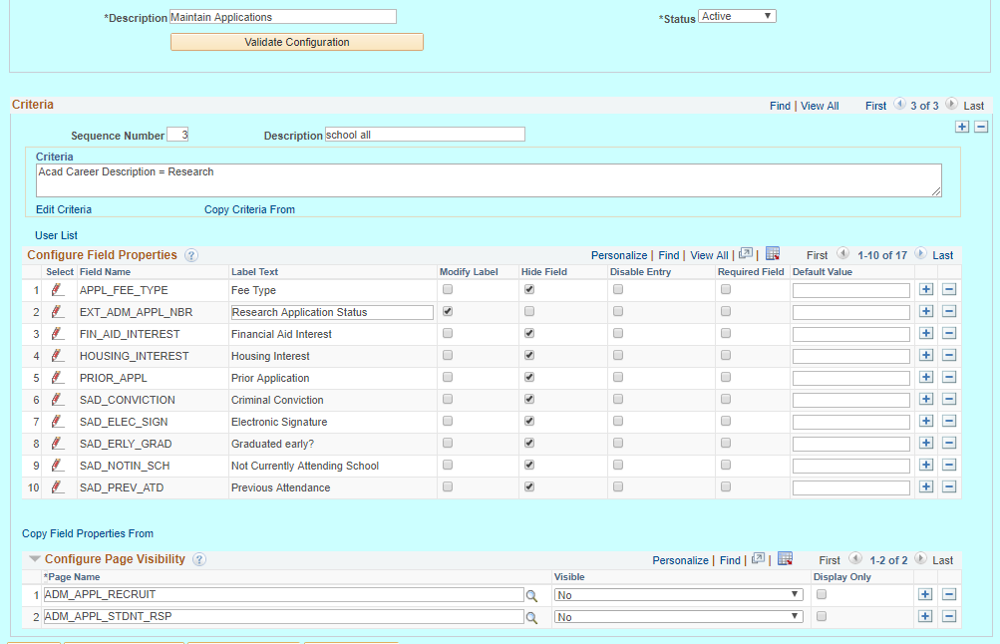 *Description Maintain Applications *Status Active
Validate Configuration
Criteria Find | View All First 3 of 3 Last
Sequence Number 3 Description school all
Criteria
Acad Career Description = Research
Edit Criteria Copy Criteria From
User List
Configure Field Properties ? Personalize | Find | View All | | First 1-10 of 17 Last
Select Field Name Label Text Modify Label Hide Field Disable Entry Required Field Default Value
1 APPL_FEE_TYPE Fee Type
2 EXT_ADM_APPL_NBR Research Application Status
3 FIN_AID_INTEREST Financial Aid Interest
4 HOUSING_INTEREST Housing Interest
5 PRIOR_APPL Prior Application
6 SAD_CONVICTION Criminal Conviction
7 SAD_ELEC_SIGN Electronic Signature
8 SAD_ERLY_GRAD Graduated early?
9 SAD_NOTIN_SCH Not Currently Attending School
10 SAD_PREV_ATD Previous Attendance
Copy Field Properties From
Configure Page Visibility ? Personalize | Find | | First 1-2 of 2 Last
*Page Name Visible Display Only
1 ADM_APPL_RECRUIT No
2 ADM_APPL_STDNT_RSP No